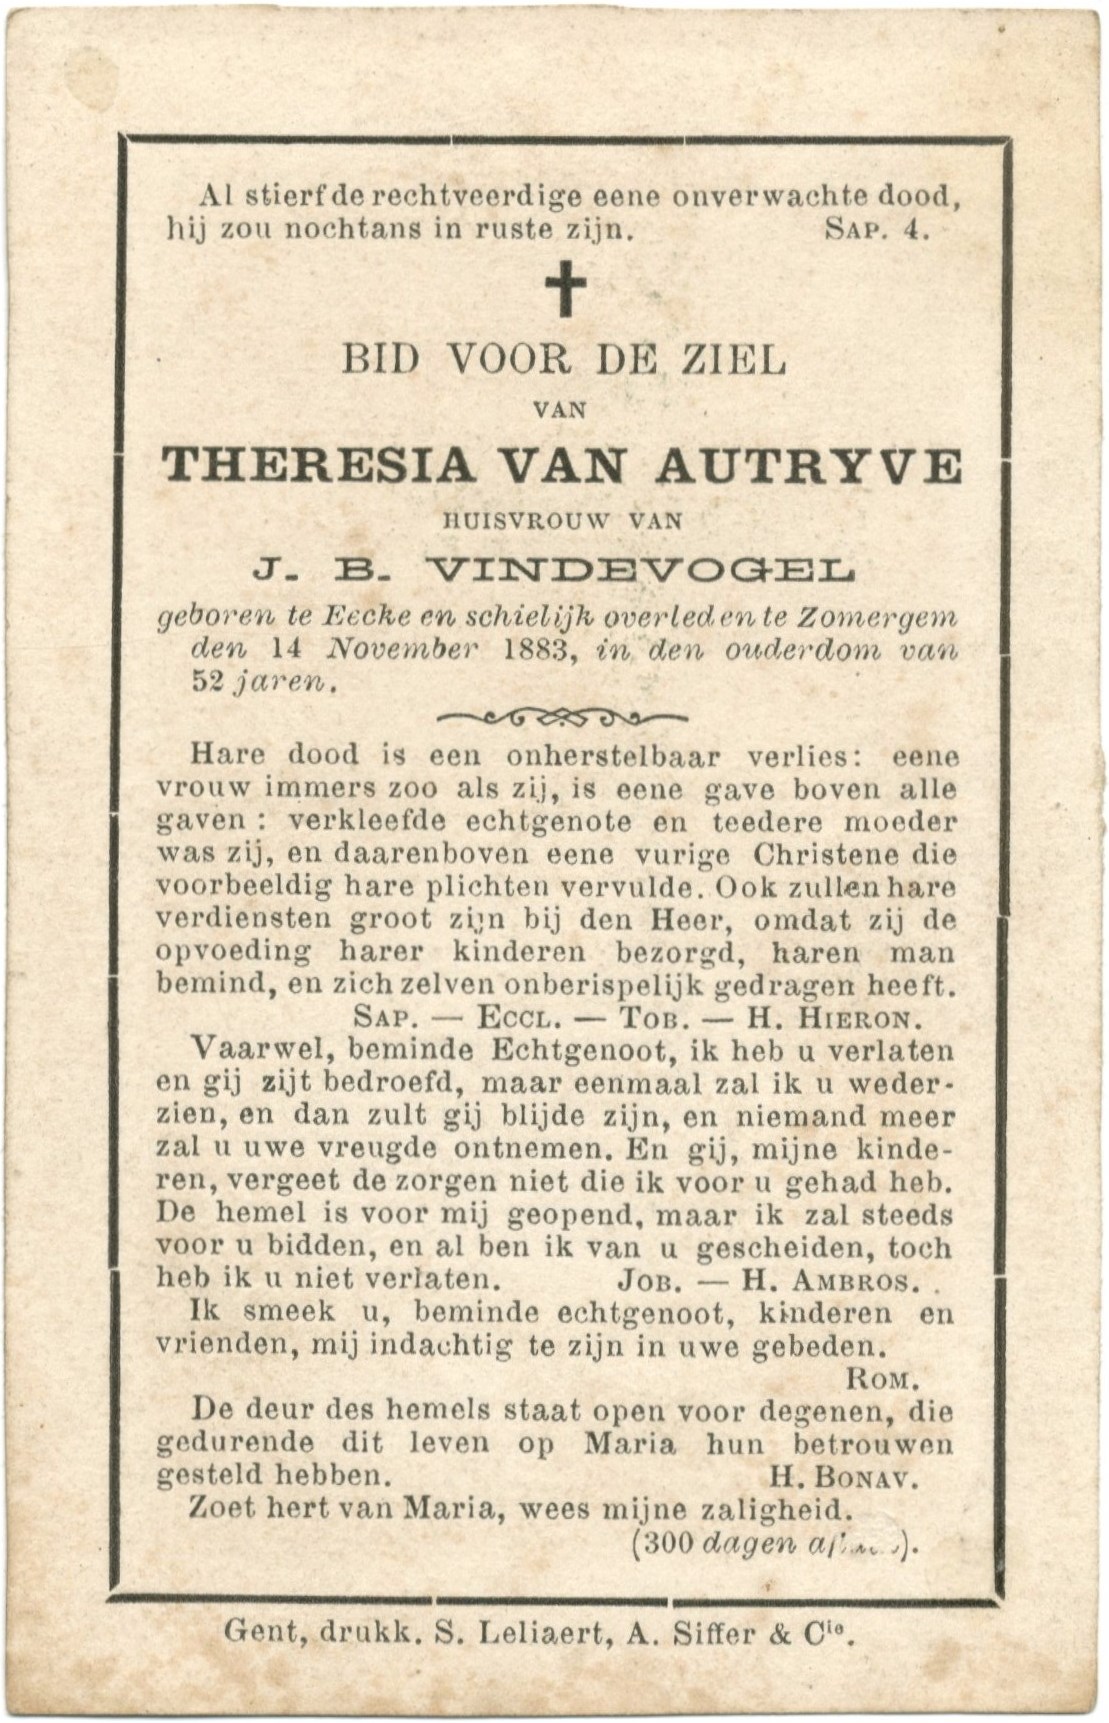 Al stierf de rechtveerdige eene onverwachte dood,
hij zou nochtans in ruste zijn. SAP. 4.
BID VOOR DE ZIEL
VAN
THERESIA VAN AUTRYVE
HUISVROUW VAN
J. B. VINDEVOGEL
geboren te Eecke en schielijk overleden te Zomergem
den 14 November 1883, in den ouderdom van
52 jaren.
Hare dood is een onherstelbaar verlies: eene
vrouw immers zoo als zij, is eene gave boven alle
gaven : verkleefde echtgenote en teedere moeder
was zij, en daarenboven eene vurige Christene die
voorbeeldig hare plichten vervulde. Ook zullen hare
verdiensten groot zijn bij den Heer, omdat zij de
opvoeding harer kinderen bezorgd, haren man
bemind, en zich zelven onberispelijk gedragen heeft.
SAP. — ECCL. — TOB. — H. HIERON.
Vaarwel, beminde Echtgenoot, ik heb u verlaten
en gij zijt bedroefd, maar eenmaal zal ik u weder-
zien, en dan zult gij blijde zijn, en niemand meer
zal u uwe vreugde ontnemen. En gij, mijne kinde-
ren, vergeet de zorgen niet die ik voor u gehad heb.
De hemel is voor mij geopend, maar ik zal steeds
voor u bidden, en al ben ik van u gescheiden, toch
heb ik u niet verlaten. JOB. — H. AMBROS.
Ik smeek u, beminde echtgenoot, kinderen en
vrienden, mij indachtig te zijn in uwe gebeden.
ROM.
De deur des hemels staat open voor degenen, die
gedurende dit leven op Maria hun betrouwen
gesteld hebben. H. BONAV.
Zoet hert van Maria, wees mijne zaligheid.
(300 dagen
Gent, drukk. S. Leliaert, A. Siffer & Cie.